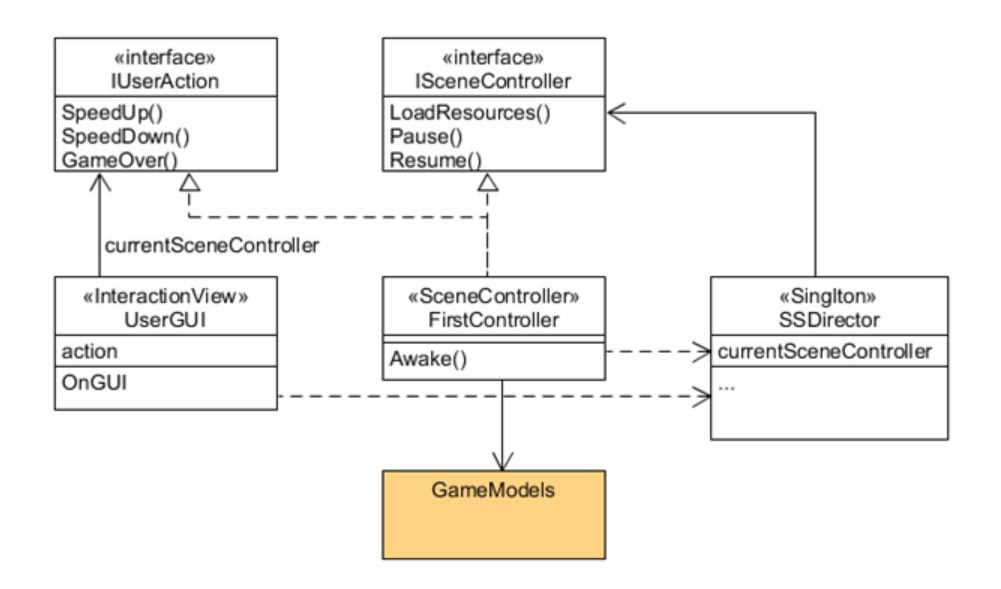 «interface»
IUserAction
SpeedUp()
SpeedDown()
GameOver()
«interface»
ISceneController
LoadResources()
Pause()
Resume()
currentSceneController
«InteractionView»
UserGUI
action
OnGUI
«SceneController»
FirstController
Awake()
«Singlton»
SSDirector
currentSceneController
...
GameModels